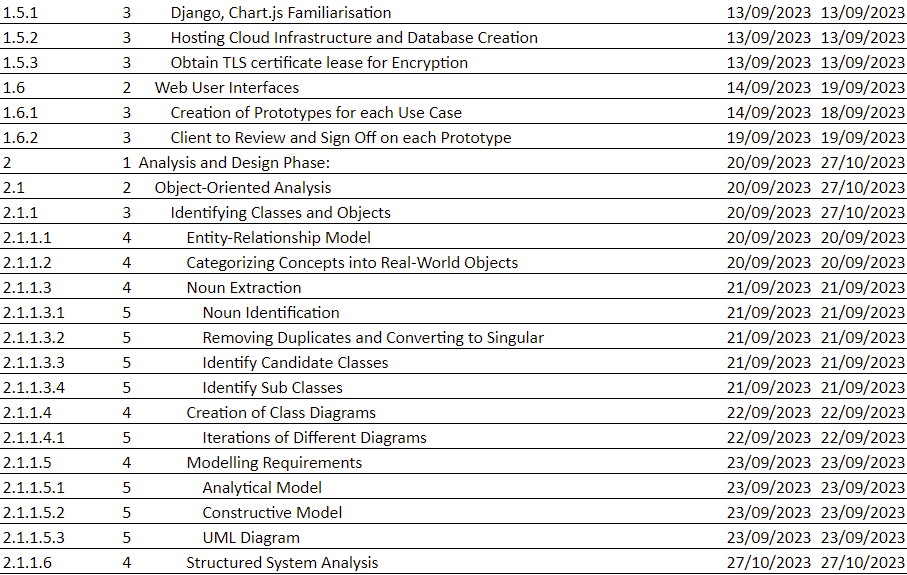 1.5.1 3 Django, Chart.js Familiarisation 13/09/2023 13/09/2023
1.5.2 3 Hosting Cloud Infrastructure and Database Creation 13/09/2023 13/09/2023
1.5.3 3 Obtain TLS certificate lease for Encryption 13/09/2023 13/09/2023
1.6 2 Web User Interfaces 14/09/2023 19/09/2023
1.6.1 3 Creation of Prototypes for each Use Case 14/09/2023 18/09/2023
1.6.2 3 Client to Review and Sign Off on each Prototype 19/09/2023 19/09/2023
2 1 Analysis and Design Phase: 20/09/2023 27/10/2023
2.1 2 Object-Oriented Analysis 20/09/2023 27/10/2023
2.1.1 3 Identifying Classes and Objects 20/09/2023 27/10/2023
2.1.1.1 4 Entity-Relationship Model 20/09/2023 20/09/2023
2.1.1.2 4 Categorizing Concepts into Real-World Objects 20/09/2023 20/09/2023
2.1.1.3 4 Noun Extraction 21/09/2023 21/09/2023
2.1.1.3.1 5 Noun Identification 21/09/2023 21/09/2023
2.1.1.3.2 5 Removing Duplicates and Converting to Singular 21/09/2023 21/09/2023
2.1.1.3.3 5 Identify Candidate Classes 21/09/2023 21/09/2023
2.1.1.3.4 5 Identify Sub Classes 21/09/2023 21/09/2023
2.1.1.4 4 Creation of Class Diagrams 22/09/2023 22/09/2023
2.1.1.4.1 5 Iterations of Different Diagrams 22/09/2023 22/09/2023
2.1.1.5 4 Modelling Requirements 23/09/2023 23/09/2023
2.1.1.5.1 5 Analytical Model 23/09/2023 23/09/2023
2.1.1.5.2 5 Constructive Model 23/09/2023 23/09/2023
2.1.1.5.3 5 UML Diagram 23/09/2023 23/09/2023
2.1.1.6 4 Structured System Analysis 27/10/2023 27/10/2023